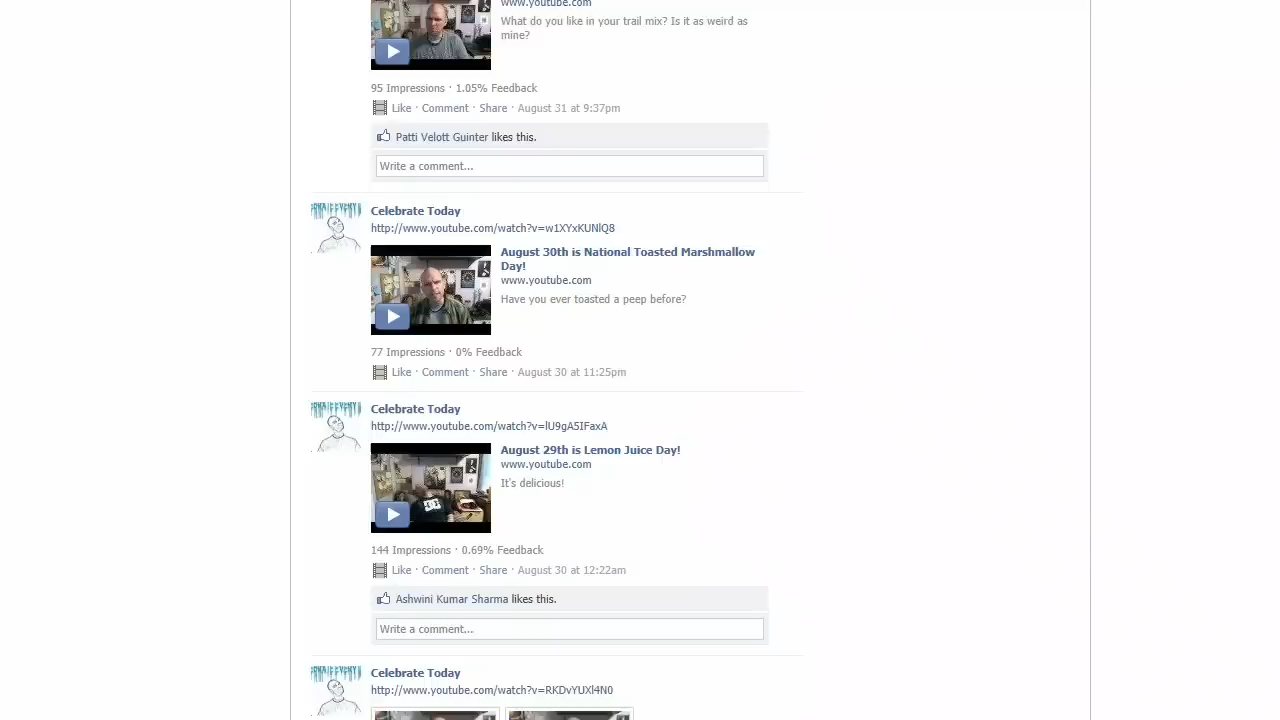 www.youtube.com
What do you like in your trail mix? Is it as weird as
mine?
95 Impressions · 1.05% Feedback
Like · Comment · Share · August 31 at 9:37pm
Patti Velott Guinter likes this.
Write a comment...
Celebrate Today
http://www.youtube.com/watch?v=w1XYxKUNlQ8
August 30th is National Toasted Marshmallow
Day!
www.youtube.com
Have you ever toasted a peep before?
77 Impressions · 0% Feedback
Like · Comment · Share · August 30 at 11:25pm
Celebrate Today
http://www.youtube.com/watch?v=lU9gA5IFaxA
August 29th is Lemon Juice Day!
www.youtube.com
It's delicious!
144 Impressions · 0.69% Feedback
Like · Comment · Share · August 30 at 12:22am
Ashwini Kumar Sharma likes this.
Write a comment...
Celebrate Today
http://www.youtube.com/watch?v=RKDvYUXl4N0